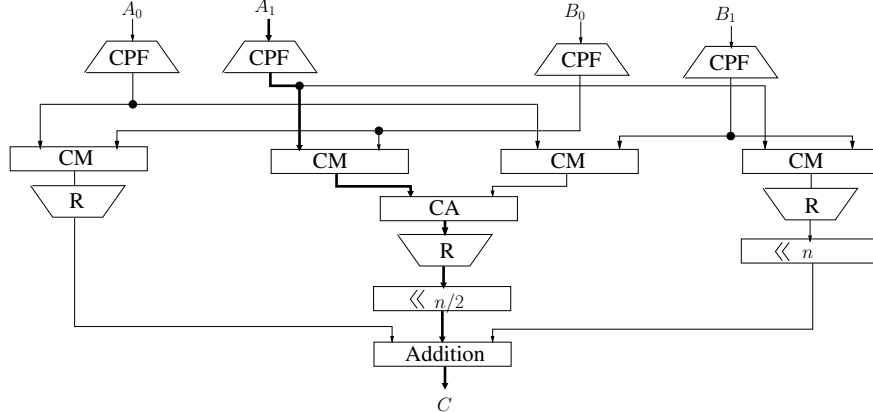 A₀ A₁ B₀ B₁
CPF CPF CPF CPF
CM CM CM CM
R CA R
R ≪ n
≪ n/2
Addition
C